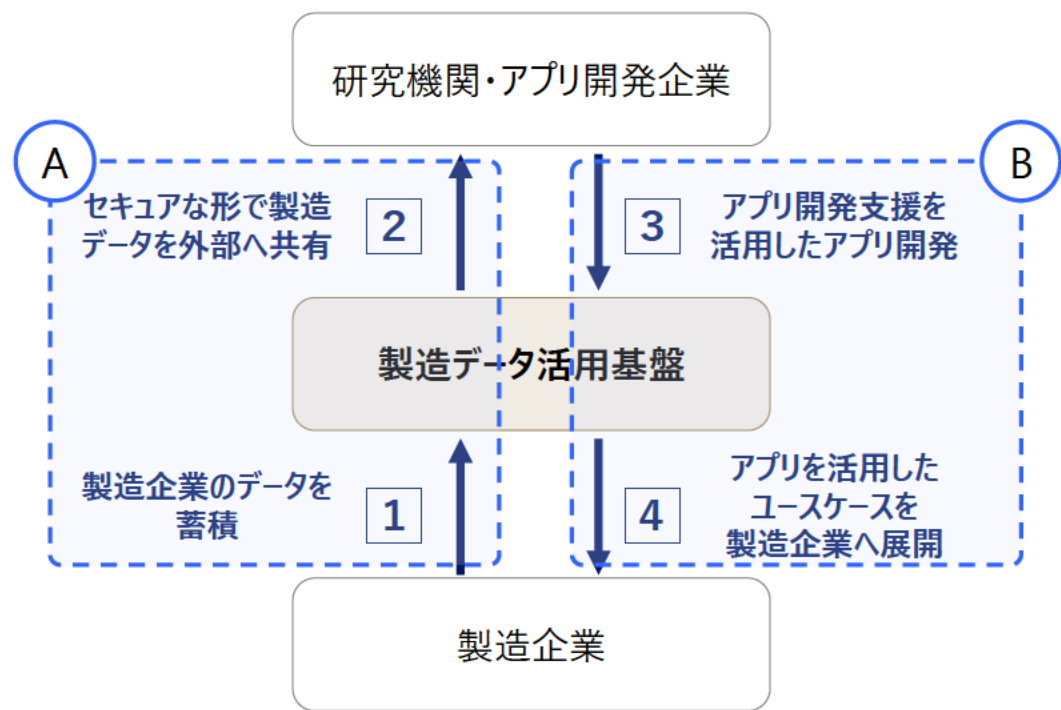 研究機関・アプリ開発企業
A
B
セキュアな形で製造
データを外部へ共有
2
3
アプリ開発支援を
活用したアプリ開発
製造データ活用基盤
製造企業のデータを
蓄積
1
4
アプリを活用した
ユースケースを
製造企業へ展開
製造企業